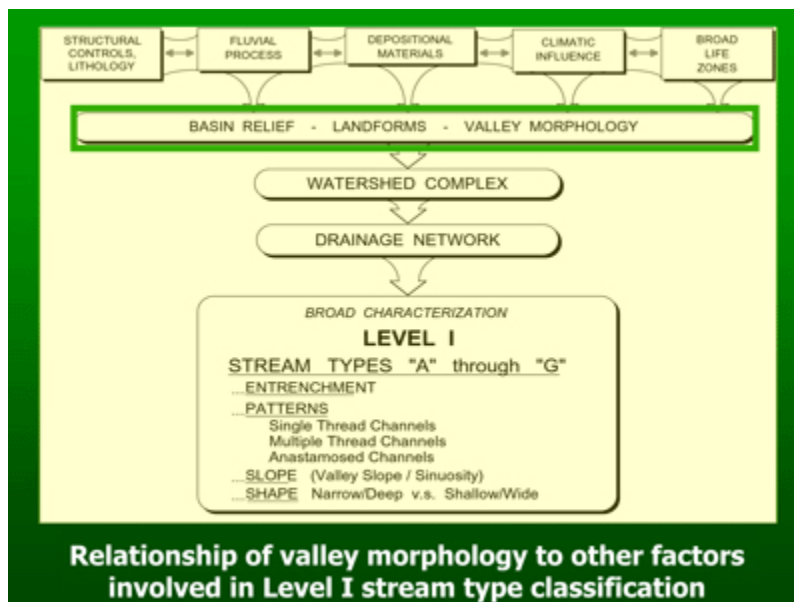 STRUCTURAL CONTROLS, LITHOLOGY
FLUVIAL PROCESS
DEPOSITIONAL MATERIALS
CLIMATIC INFLUENCE
BROAD LIFE ZONES
BASIN RELIEF - LANDFORMS - VALLEY MORPHOLOGY
WATERSHED COMPLEX
DRAINAGE NETWORK
BROAD CHARACTERIZATION
LEVEL I
STREAM TYPES "A" through "G"
...ENTRENCHMENT
...PATTERNS
Single Thread Channels
Multiple Thread Channels
Anastamosed Channels
...SLOPE (Valley Slope / Sinuosity)
...SHAPE Narrow/Deep v.s. Shallow/Wide
Relationship of valley morphology to other factors
involved in Level I stream type classification